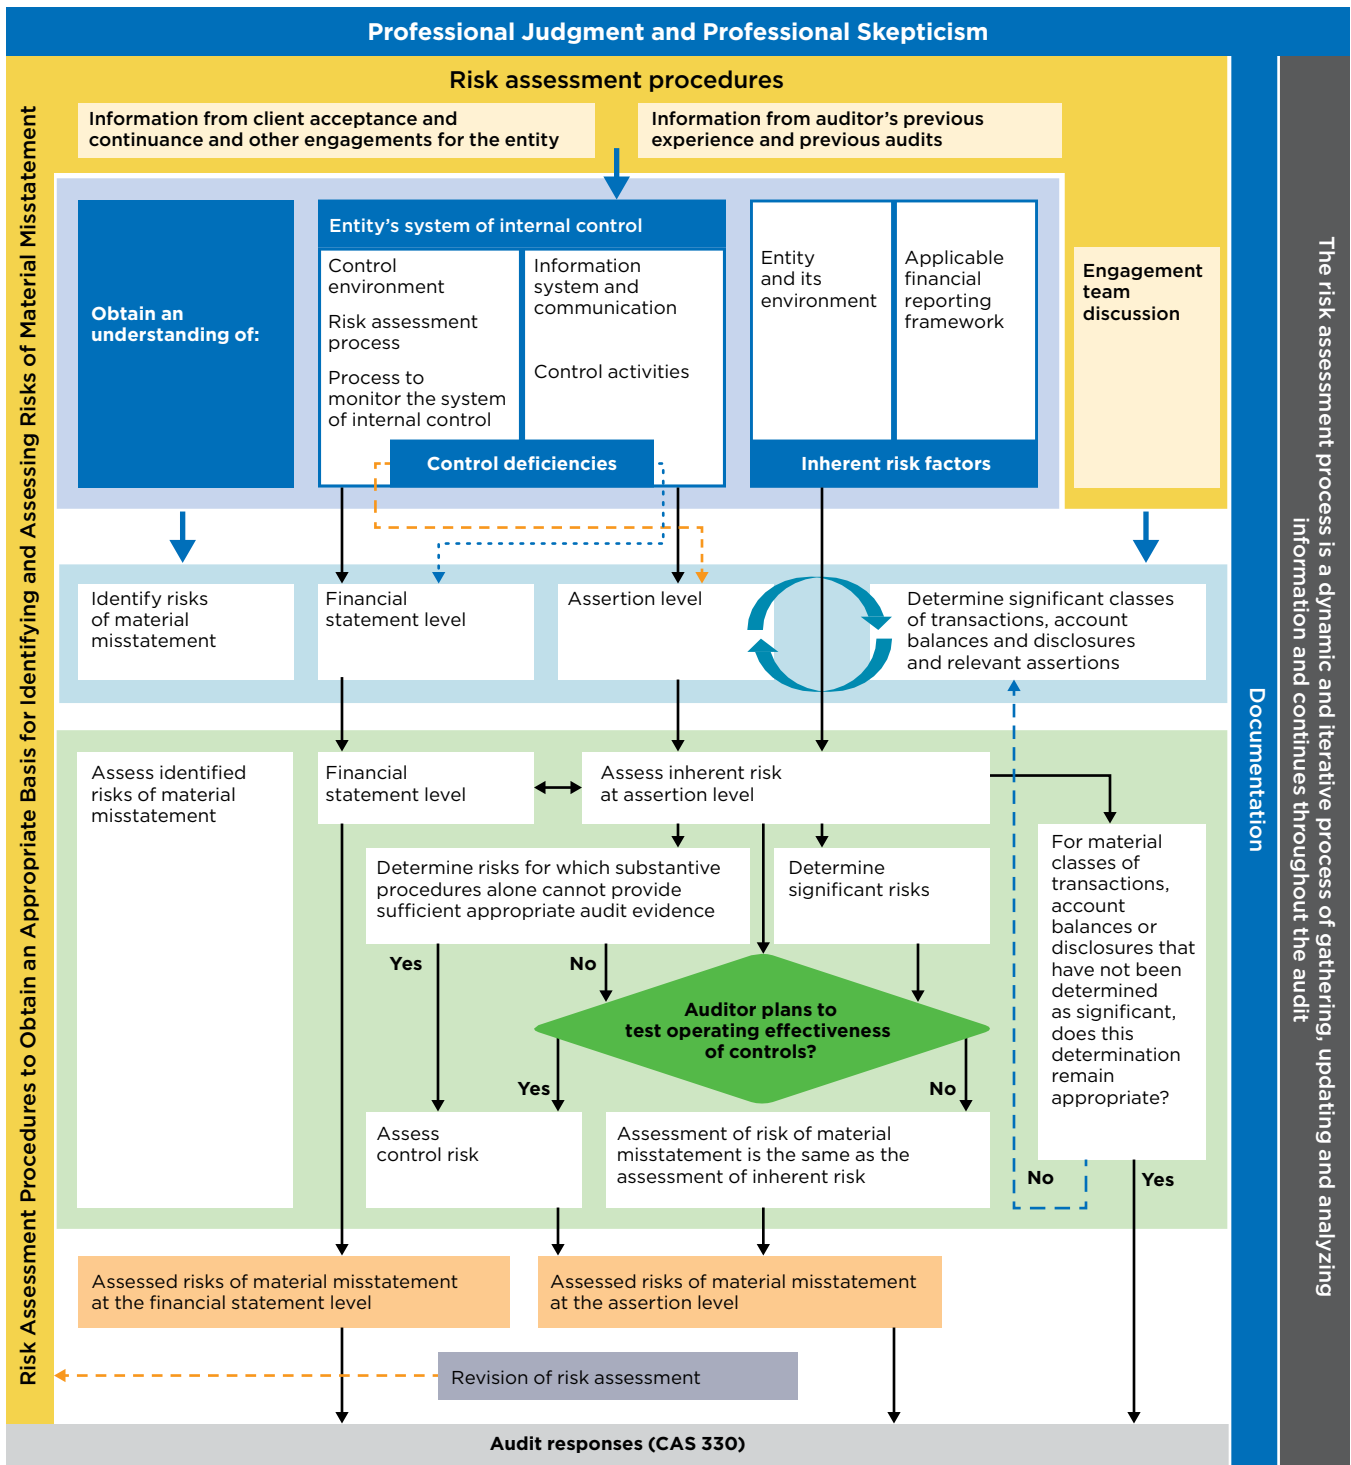 Professional Judgment and Professional Skepticism
Risk Assessment Procedures to Obtain an Appropriate Basis for Identifying and Assessing Risks of Material Misstatement
Risk assessment procedures
Information from client acceptance and
continuance and other engagements for the entity
Information from auditor’s previous
experience and previous audits
Obtain an
understanding of:
Entity’s system of internal control
Control
environment
Risk assessment
process
Process to
monitor the system
of internal control
Information
system and
communication
Control activities
Control deficiencies
Entity
and its
environment
Applicable
financial
reporting
framework
Inherent risk factors
Engagement
team
discussion
Identify risks
of material
misstatement
Financial
statement level
Assertion level
Determine significant classes
of transactions, account
balances and disclosures
and relevant assertions
Assess identified
risks of material
misstatement
Financial
statement level
Assess inherent risk
at assertion level
Determine risks for which substantive
procedures alone cannot provide
sufficient appropriate audit evidence
Determine
significant risks
For material
classes of
transactions,
account
balances or
disclosures that
have not been
determined
as significant,
does this
determination
remain
appropriate?
Yes
No
Auditor plans to
test operating effectiveness
of controls?
Yes
No
Assess
control risk
Assessment of risk of material
misstatement is the same as the
assessment of inherent risk
No
Yes
Assessed risks of material misstatement
at the financial statement level
Assessed risks of material misstatement
at the assertion level
Revision of risk assessment
Audit responses (CAS 330)
Documentation
The risk assessment process is a dynamic and iterative process of gathering, updating and analyzing
information and continues throughout the audit